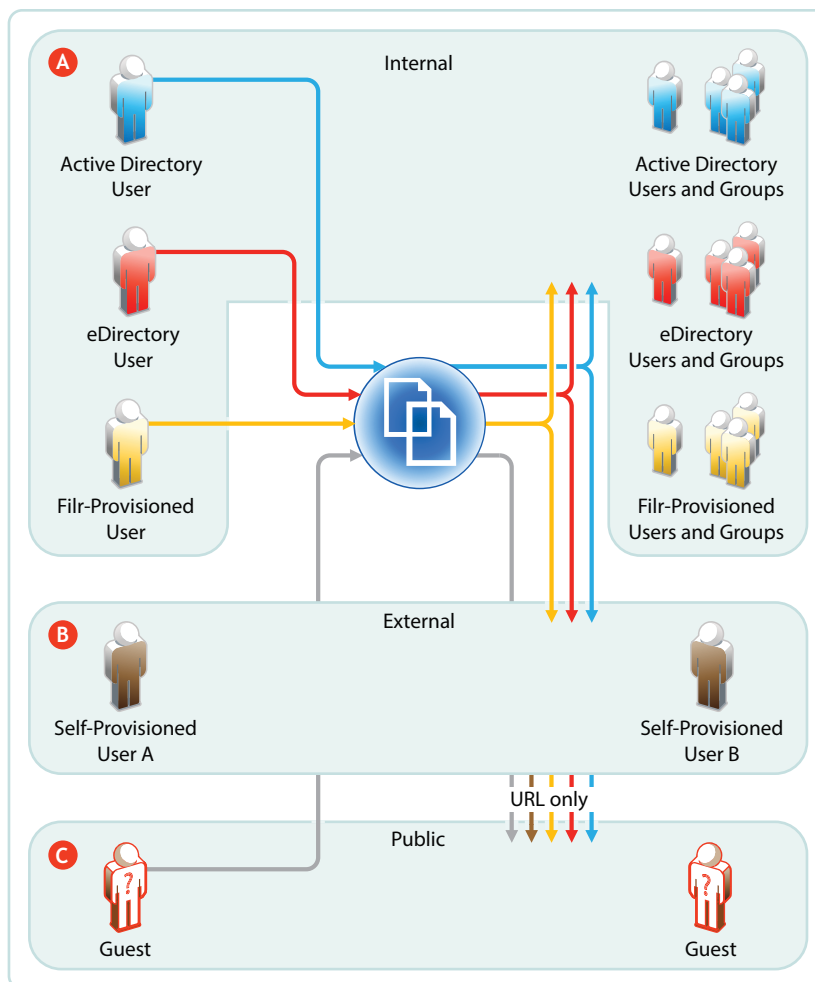 A
Internal
Active Directory
User
Active Directory
Users and Groups
eDirectory
User
eDirectory
Users and Groups
Filr-Provisioned
User
Filr-Provisioned
Users and Groups
B
External
Self-Provisioned
User A
Self-Provisioned
User B
URL only
C
Public
?
?
Guest
Guest